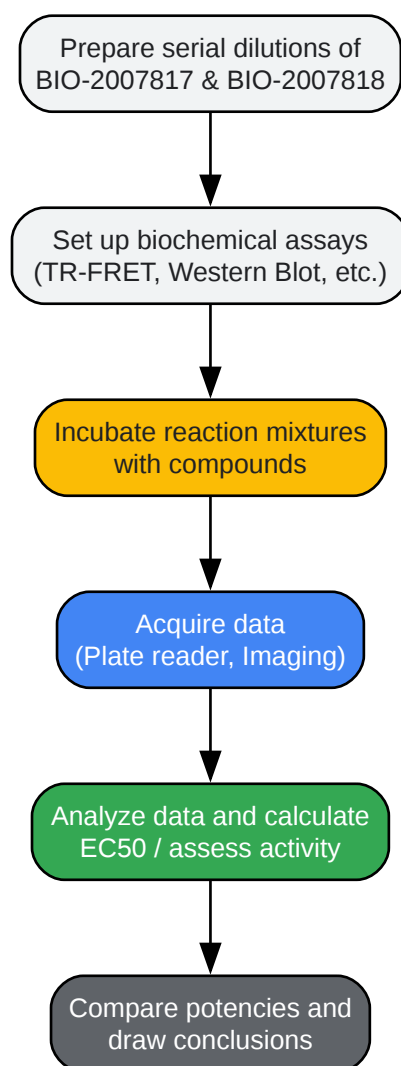 Prepare serial dilutions of
BIO-2007817 & BIO-2007818
Set up biochemical assays
(TR-FRET, Western Blot, etc.)
Incubate reaction mixtures
with compounds
Acquire data
(Plate reader, Imaging)
Analyze data and calculate
EC50 / assess activity
Compare potencies and
draw conclusions